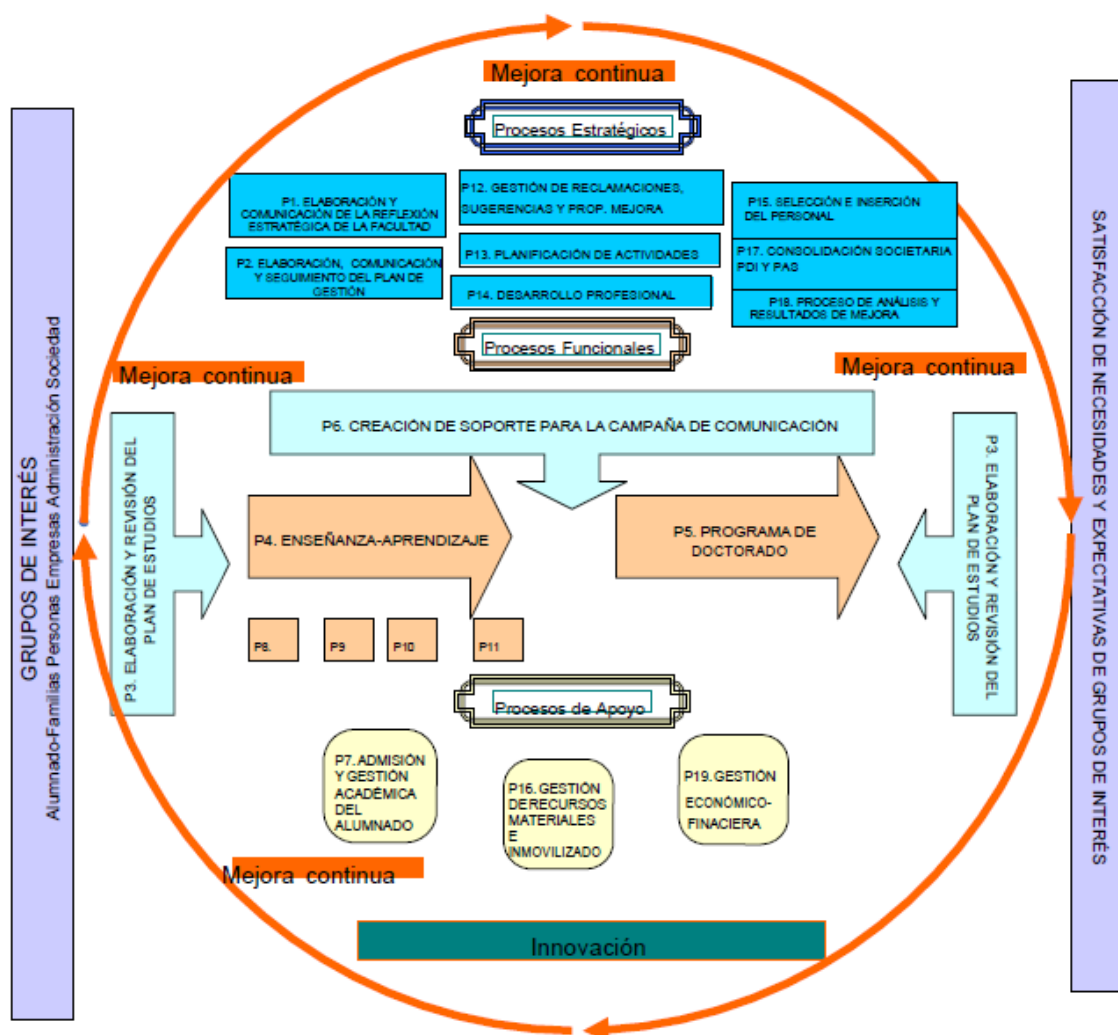 Mejora continua
Procesos Estratégicos
P1. ELABORACIÓN Y
COMUNICACIÓN DE LA REFLEXIÓN
ESTRATÉGICA DE LA FACULTAD
P12. GESTIÓN DE RECLAMACIONES,
SUGERENCIAS Y PROP. MEJORA
P15. SELECCIÓN E INSERCIÓN
DEL PERSONAL
P2. ELABORACIÓN, COMUNICACIÓN
Y SEGUIMIENTO DEL PLAN DE
GESTIÓN
P13. PLANIFICACIÓN DE ACTIVIDADES
P17. CONSOLIDACIÓN SOCIETARIA
PDI Y PAS
P14. DESARROLLO PROFESIONAL
P18. PROCESO DE ANÁLISIS Y
RESULTADOS DE MEJORA
Procesos Funcionales
Mejora continua
Mejora continua
GRUPOS DE INTERÉS
Alumnado-Familias Personas Empresas Administración Sociedad
P3. ELABORACIÓN Y REVISIÓN DEL
PLAN DE ESTUDIOS
P6. CREACIÓN DE SOPORTE PARA LA CAMPAÑA DE COMUNICACIÓN
P4. ENSEÑANZA-APRENDIZAJE
P5. PROGRAMA DE
DOCTORADO
P3. ELABORACIÓN Y REVISIÓN DEL
PLAN DE ESTUDIOS
SATISFACCIÓN DE NECESIDADES Y EXPECTATIVAS DE GRUPOS DE INTERÉS
P8.
P9
P10
P11
Procesos de Apoyo
P7. ADMISIÓN
Y GESTIÓN
ACADÉMICA
DEL
ALUMNADO
P16. GESTIÓN
DE RECURSOS
MATERIALES
E
INMOVILIZADO
P19. GESTIÓN
ECONÓMICO-
FINACIERA
Mejora continua
Innovación